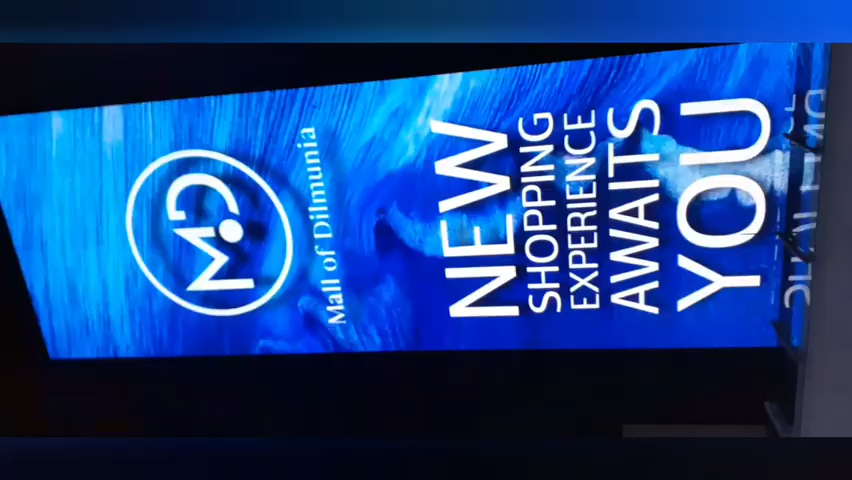 Mall of Dilmunia
NEW
SHOPPING
EXPERIENCE
AWAITS
YOU